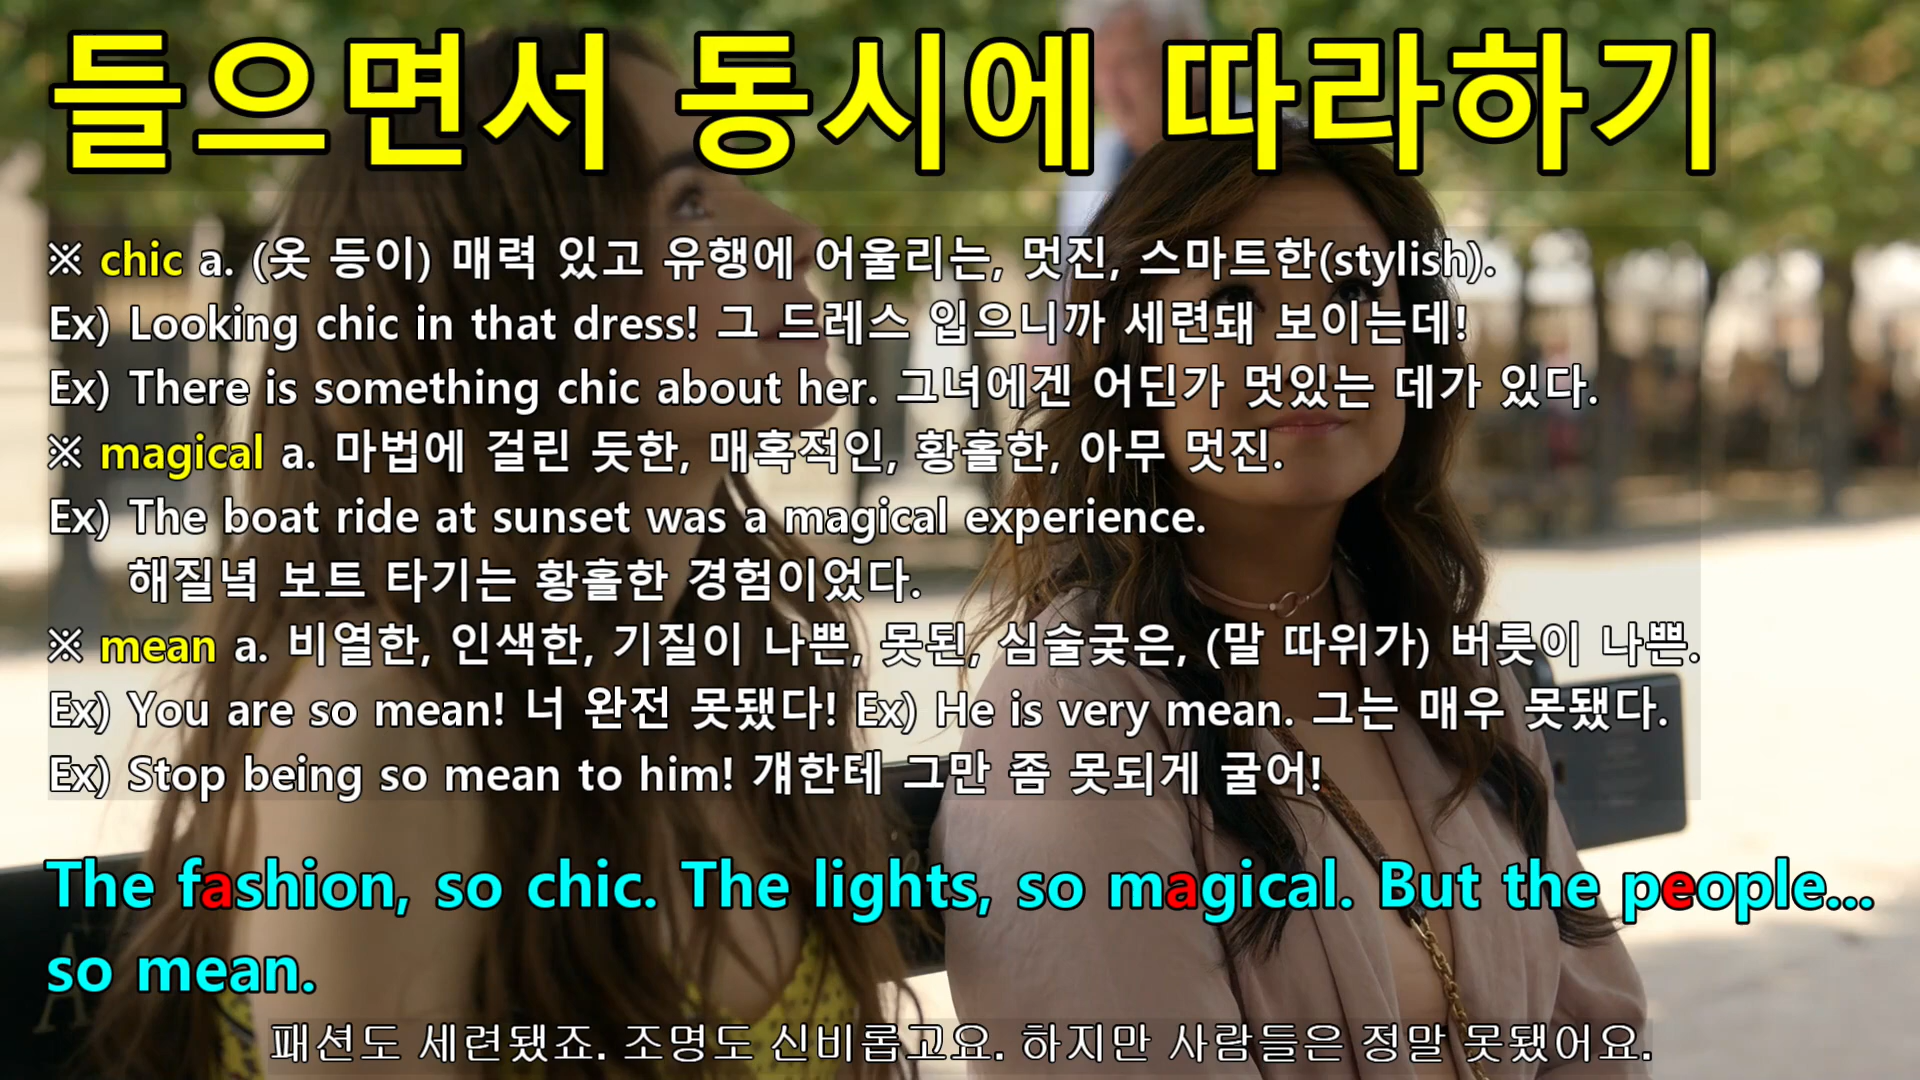 들으면서 동시에 따라하기
※ chic a. (옷 등이) 매력 있고 유행에 어울리는, 멋진, 스마트한(stylish).
Ex) Looking chic in that dress! 그 드레스 입으니까 세련돼 보이는데!
Ex) There is something chic about her. 그녀에겐 어딘가 멋있는 데가 있다.
※ magical a. 마법에 걸린 듯한, 매혹적인, 황홀한, 아무 멋진.
Ex) The boat ride at sunset was a magical experience.
해질녘 보트 타기는 황홀한 경험이었다.
※ mean a. 비열한, 인색한, 기질이 나쁜, 못된, 심술궂은, (말 따위가) 버릇이 나쁜.
Ex) You are so mean! 너 완전 못됐다! Ex) He is very mean. 그는 매우 못됐다.
Ex) Stop being so mean to him! 걔한테 그만 좀 못되게 굴어!
The fashion, so chic. The lights, so magical. But the people...
so mean.
패션도 세련됐죠. 조명도 신비롭고요. 하지만 사람들은 정말 못됐어요.